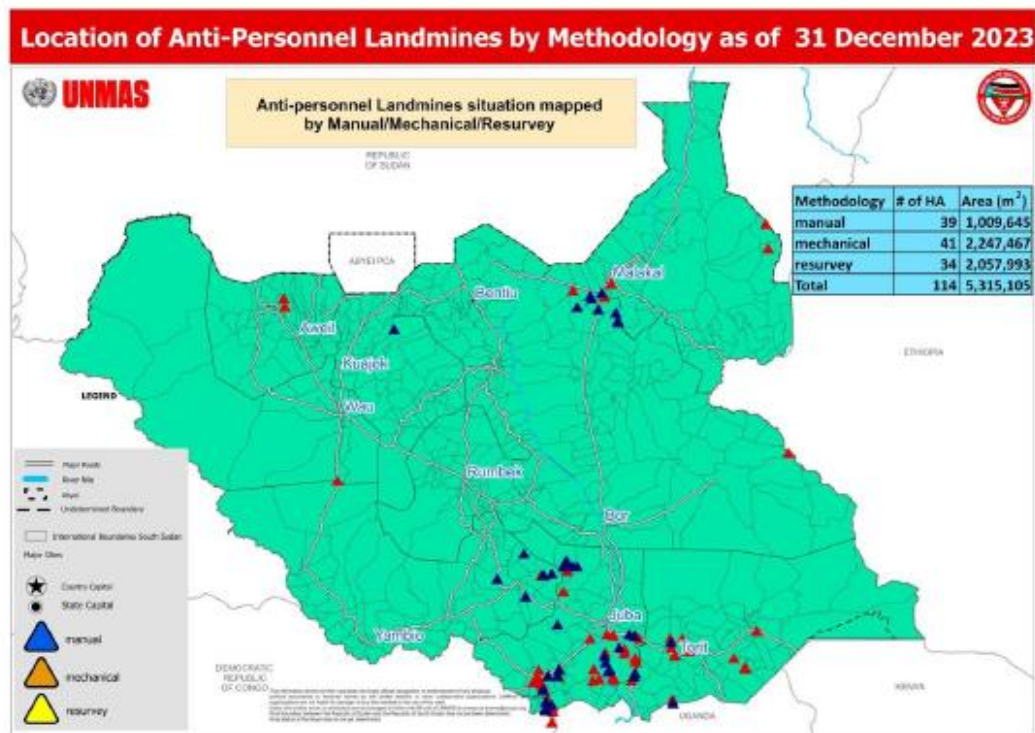 Location of Anti-Personnel Landmines by Methodology as of 31 December 2023
UNMAS
Anti-personnel Landmines situation mapped
by Manual/Mechanical/Resurvey
REPUBLIC
OF SUDAN
Methodology # of HA Area (m²)
manual 39 1,009,645
mechanical 41 2,247,467
resurvey 34 2,057,993
Total 114 5,315,105
ABYEI PCA
Malakal
Bentiu
Aweil
ETHIOPIA
Kuajok
LEGEND
Wau
Major Roads
River Nile
Abyei
Undetermined Boundary
Rumbek
Bor
International Boundaries South Sudan
Major Cities
Country Capital
State Capital
Juba
Yambio
Torit
manual
mechanical
resurvey
DEMOCRATIC
REPUBLIC
OF CONGO
KENYA
UGANDA